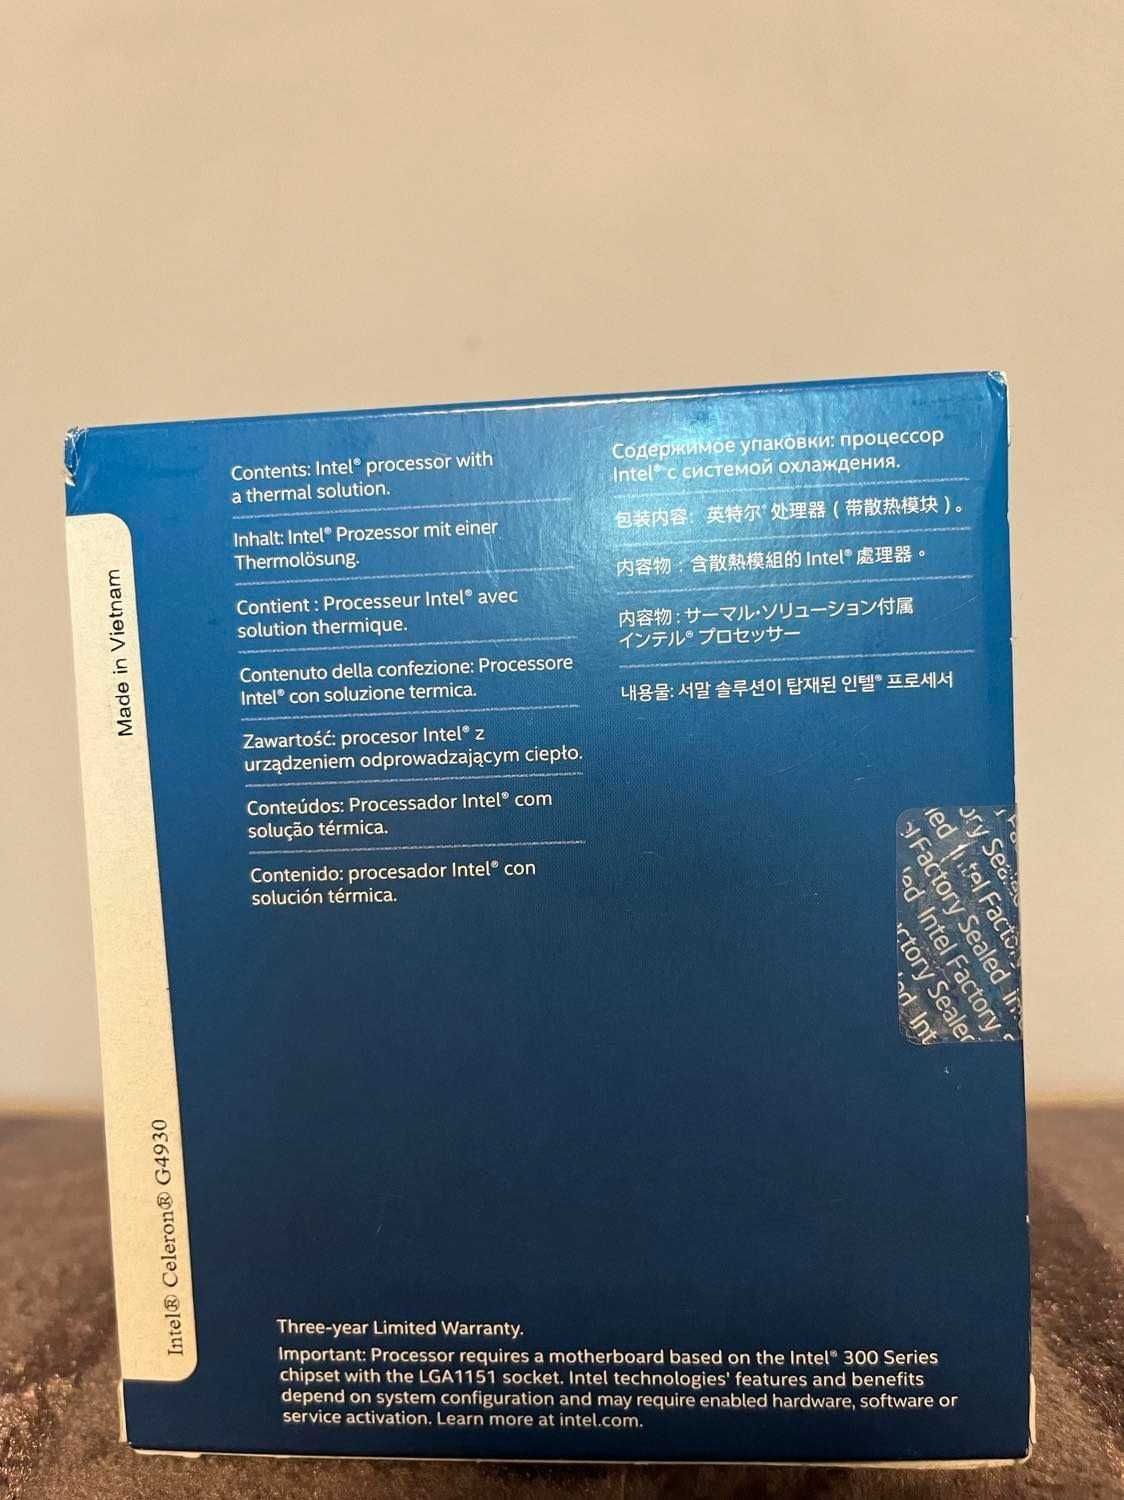 Made in Vietnam
Intel® Celeron® G4930
Contents: Intel® processor with
a thermal solution.
Inhalt: Intel® Prozessor mit einer
Thermolösung.
Contient : Processeur Intel® avec
solution thermique.
Contenuto della confezione: Processore
Intel® con soluzione termica.
Zawartość: procesor Intel® z
urządzeniem odprowadzającym ciepło.
Conteúdos: Processador Intel® com
solução térmica.
Contenido: procesador Intel® con
solución térmica.
Содержимое упаковки: процессор
Intel® с системой охлаждения.
包装内容: 英特尔® 处理器 ( 带散热模块 ) 。
内容物 : 含散熱模組的 Intel® 處理器。
内容物 : サーマル・ソリューション付属
インテル® プロセッサー
내용물: 서말 솔루션이 탑재된 인텔® 프로세서
ry Sealed
Intel Factory
Factory Sealed
Intel Factory
ctory Sealed
Three-year Limited Warranty.
Important: Processor requires a motherboard based on the Intel® 300 Series
chipset with the LGA1151 socket. Intel technologies' features and benefits
depend on system configuration and may require enabled hardware, software or
service activation. Learn more at intel.com.